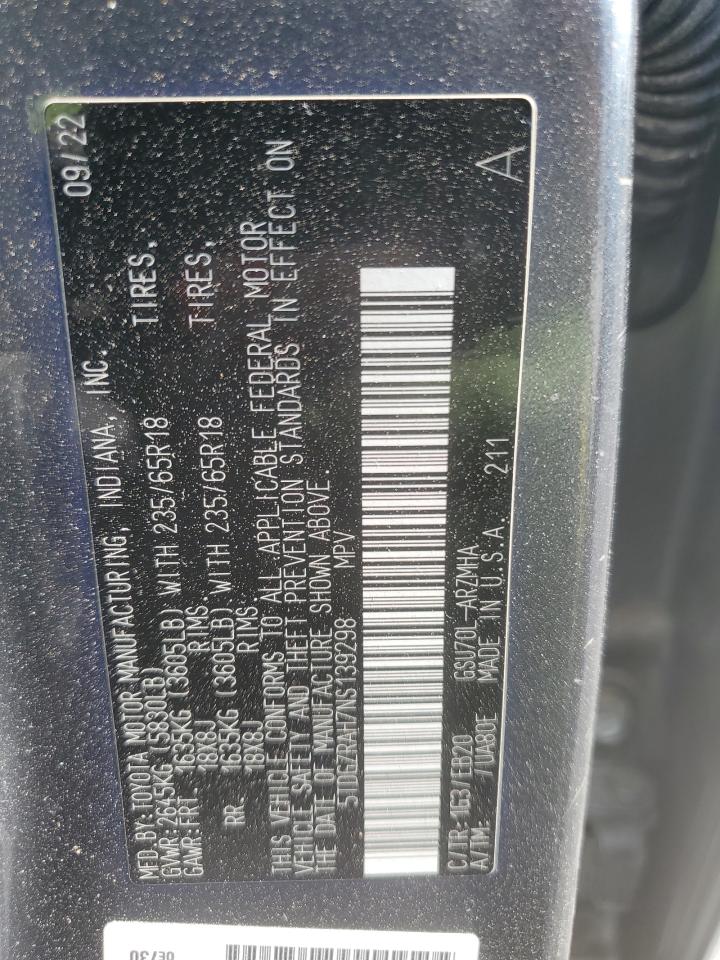 MFD.BY:TOYOTA MOTOR MANUFACTURING, INDIANA, INC. 09/22
GVWR:2645KG (5830LB)
GAWR:FRT 1635KG (3605LB) WITH 235/65R18 TIRES,
18X8J RIMS.
RR 1635KG (3605LB) WITH 235/65R18 TIRES,
18X8J RIMS.
THIS VEHICLE CONFORMS TO ALL APPLICABLE FEDERAL MOTOR
VEHICLE SAFETY AND THEFT PREVENTION STANDARDS IN EFFECT ON
THE DATE OF MANUFACTURE SHOWN ABOVE.
5TDGZRAH7NS139298 MPV
C/TR:1G3/EB20 GSU70L-ARZMHA
A/TM: /UA80E MADE IN U.S.A. 211 A
0E730